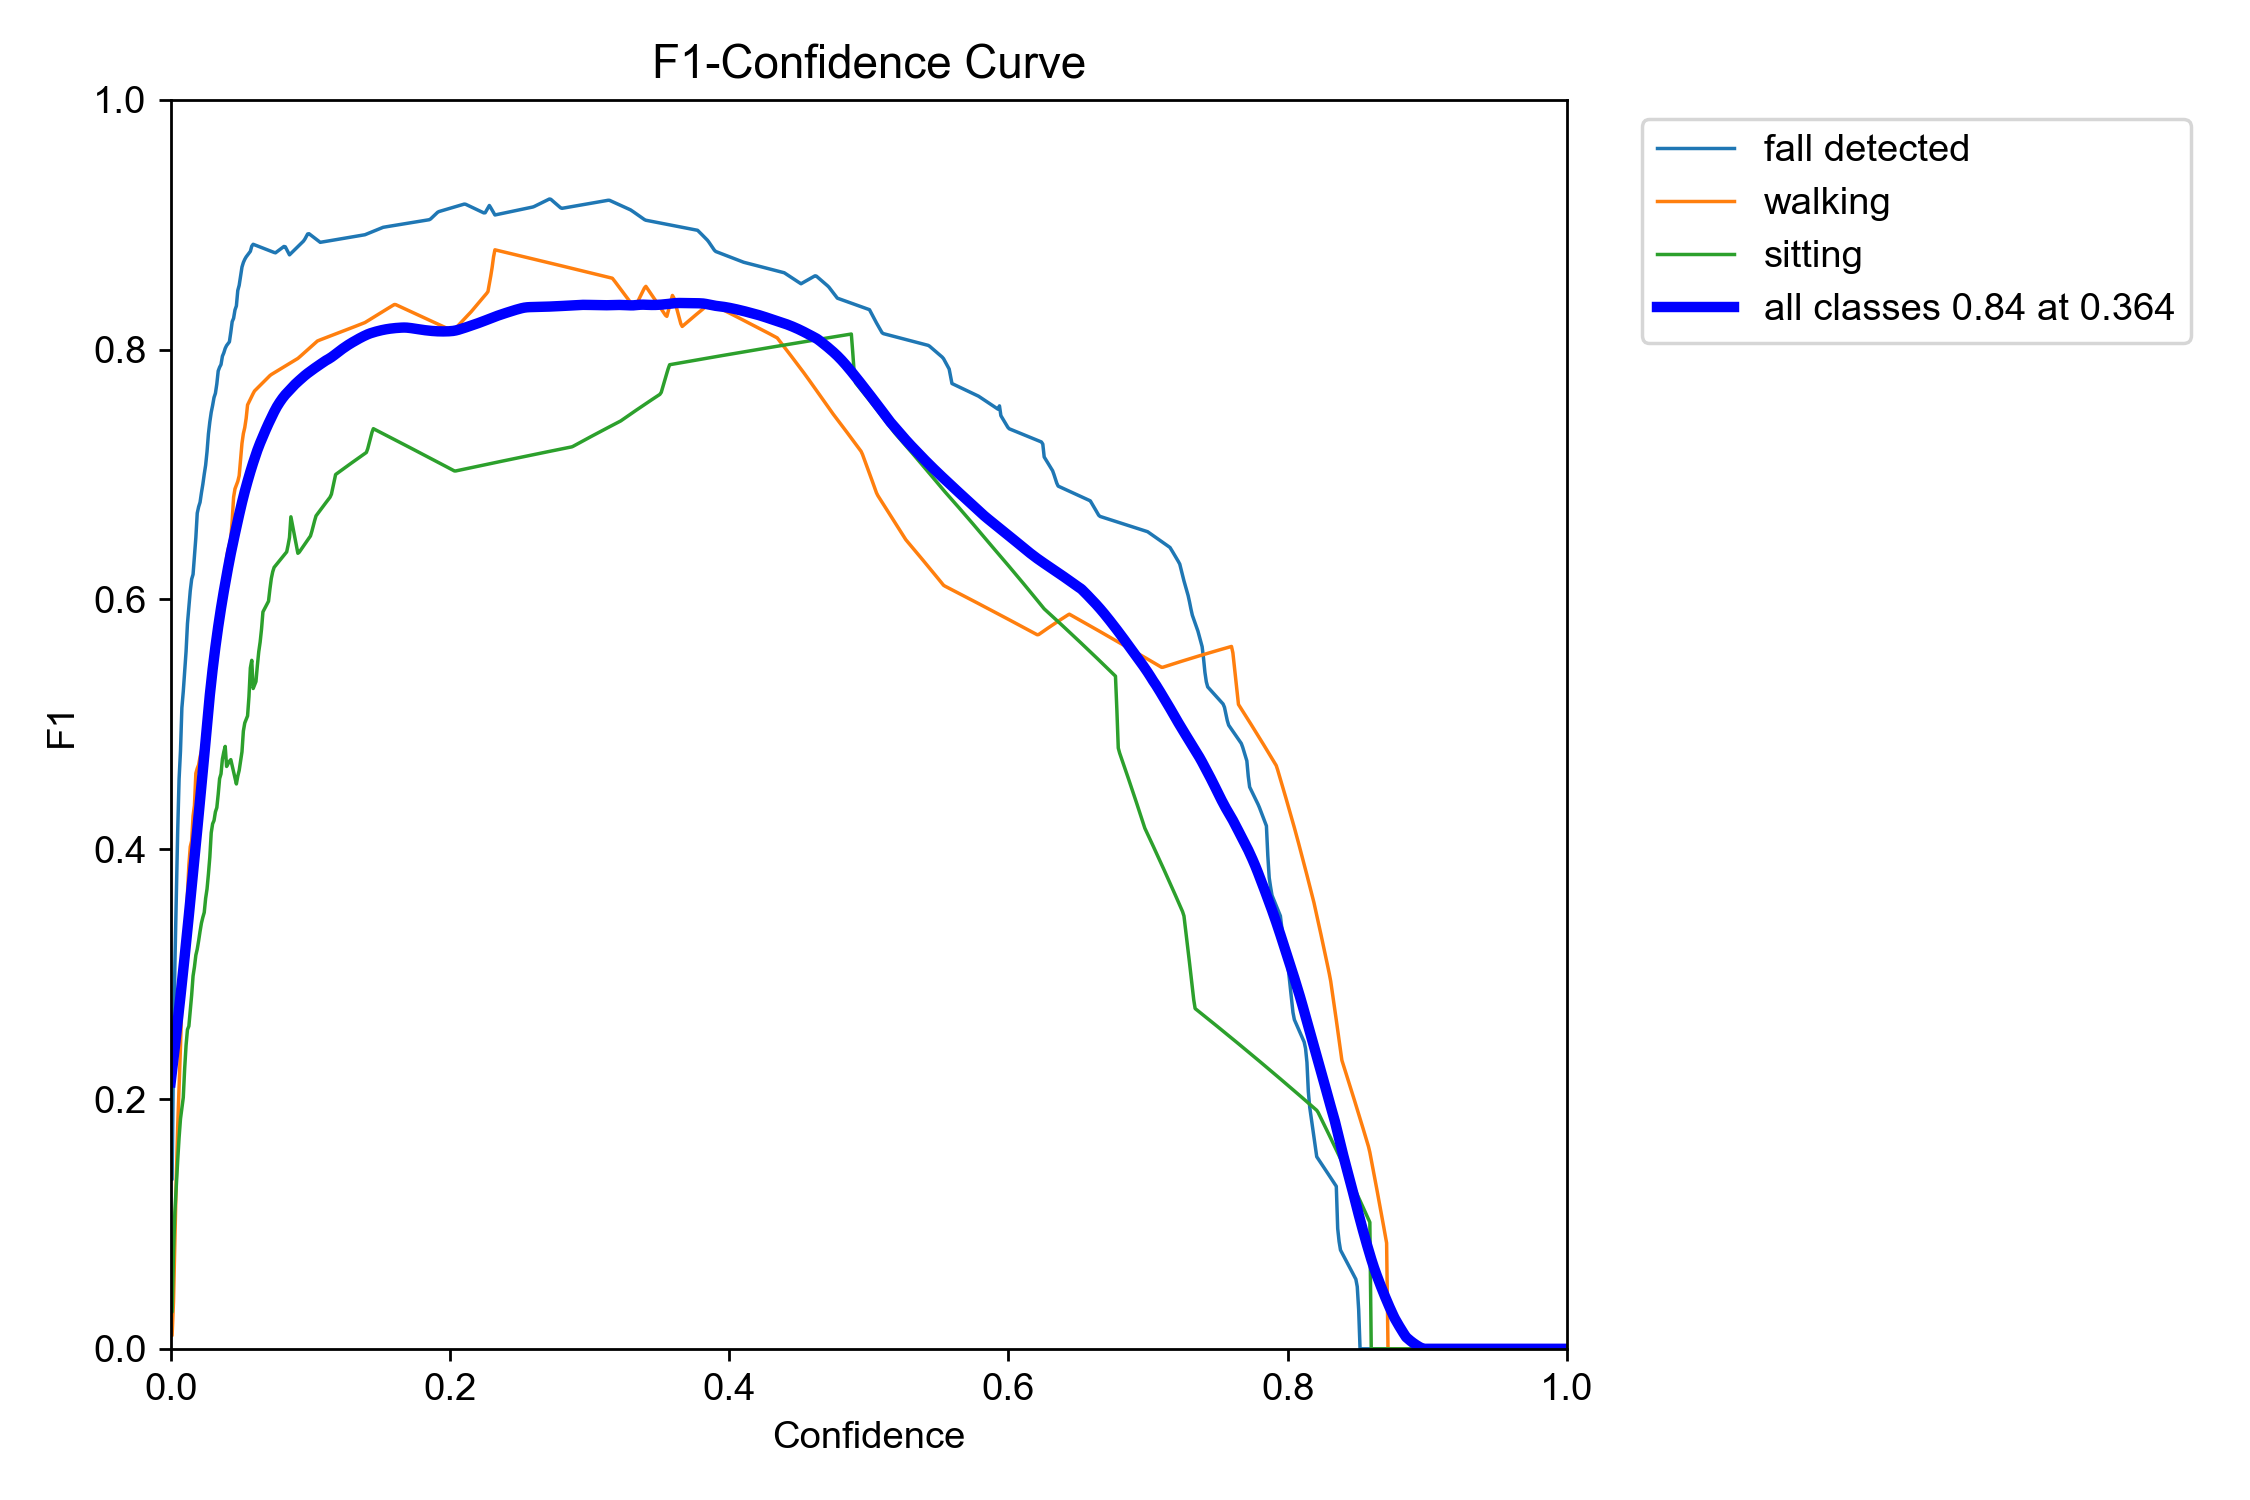 F1-Confidence Curve
1.0
0.8
0.6
0.4
0.2
0.0
F1
0.0 0.2 0.4 0.6 0.8 1.0
Confidence
fall detected
walking
sitting
all classes 0.84 at 0.364